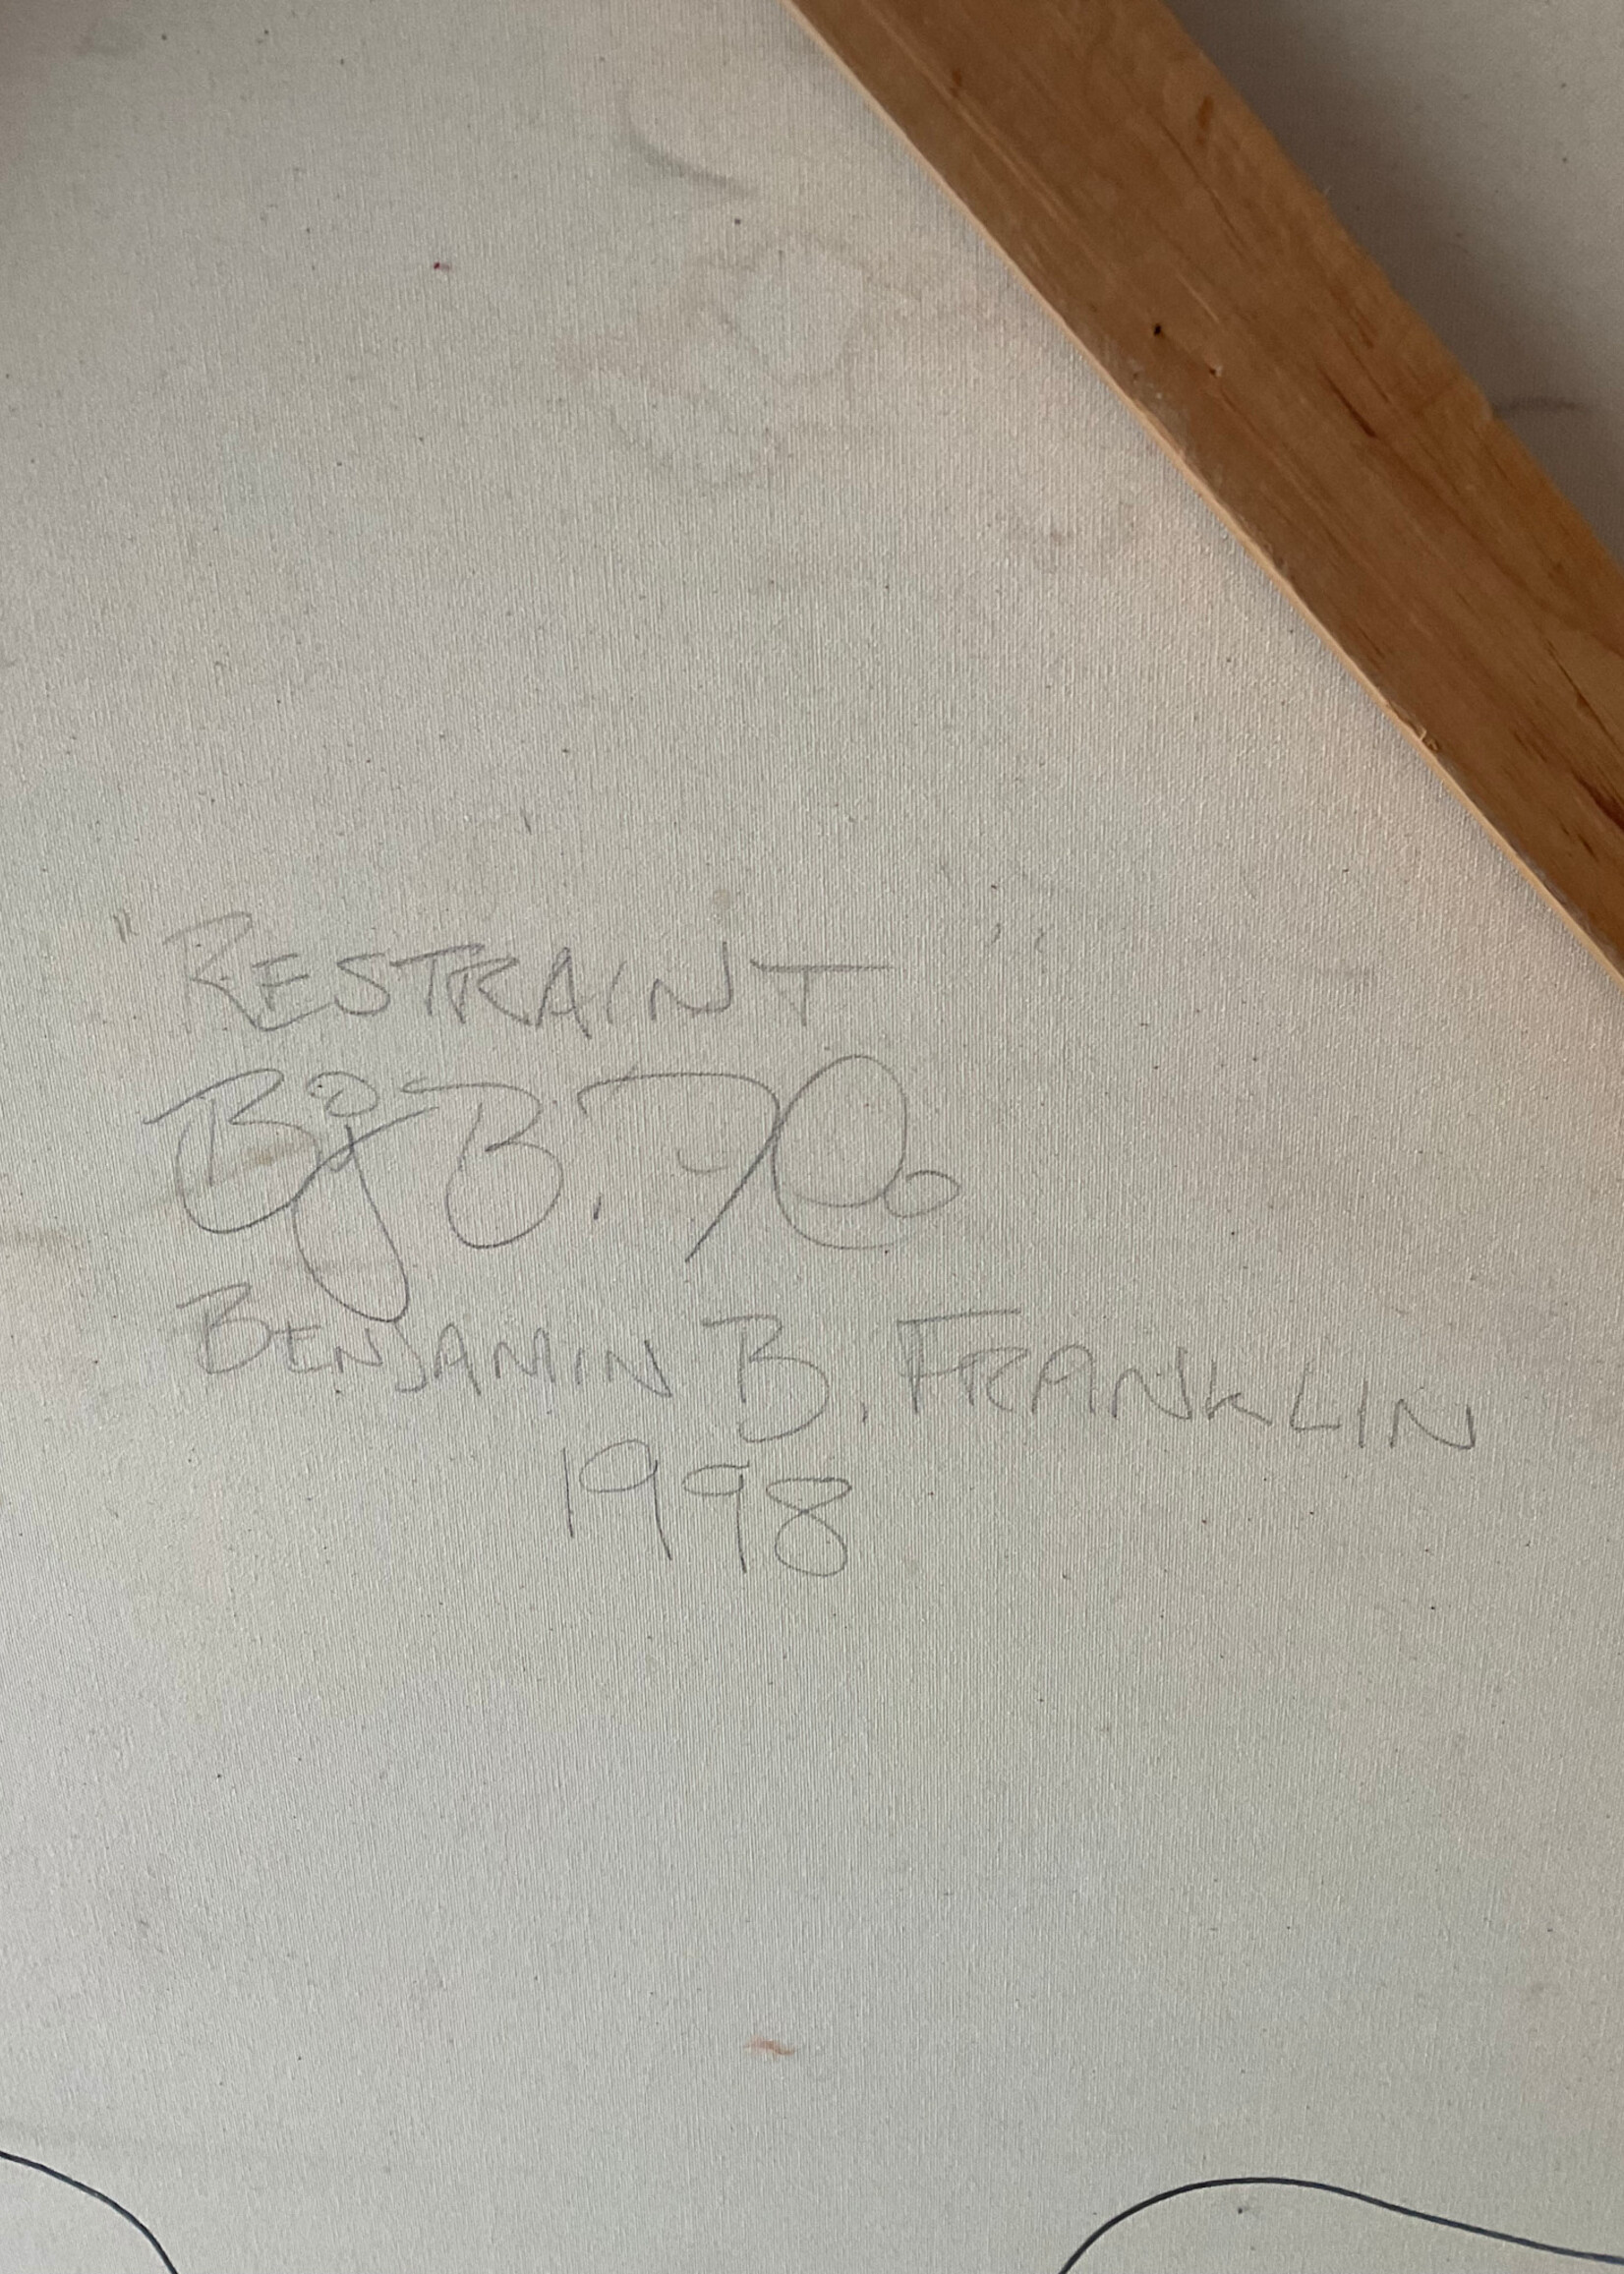 "RESTRAINT"
BENJAMIN B. FRANKLIN
1998